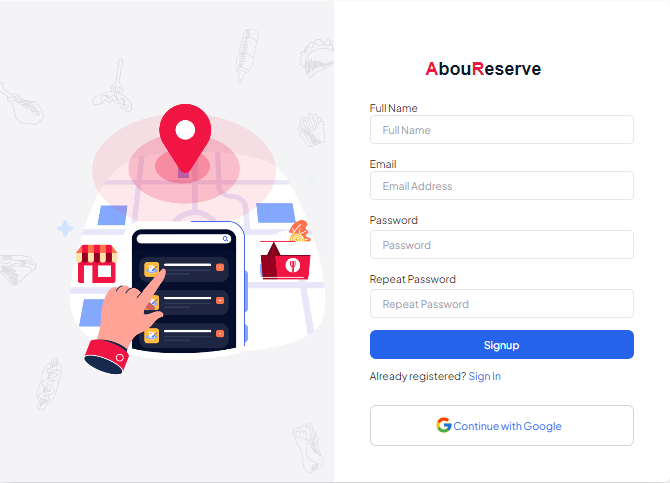 AbouReserve
Full Name
Full Name
Email
Email Address
Password
Password
Repeat Password
Repeat Password
Signup
Already registered? Sign In
Continue with Google